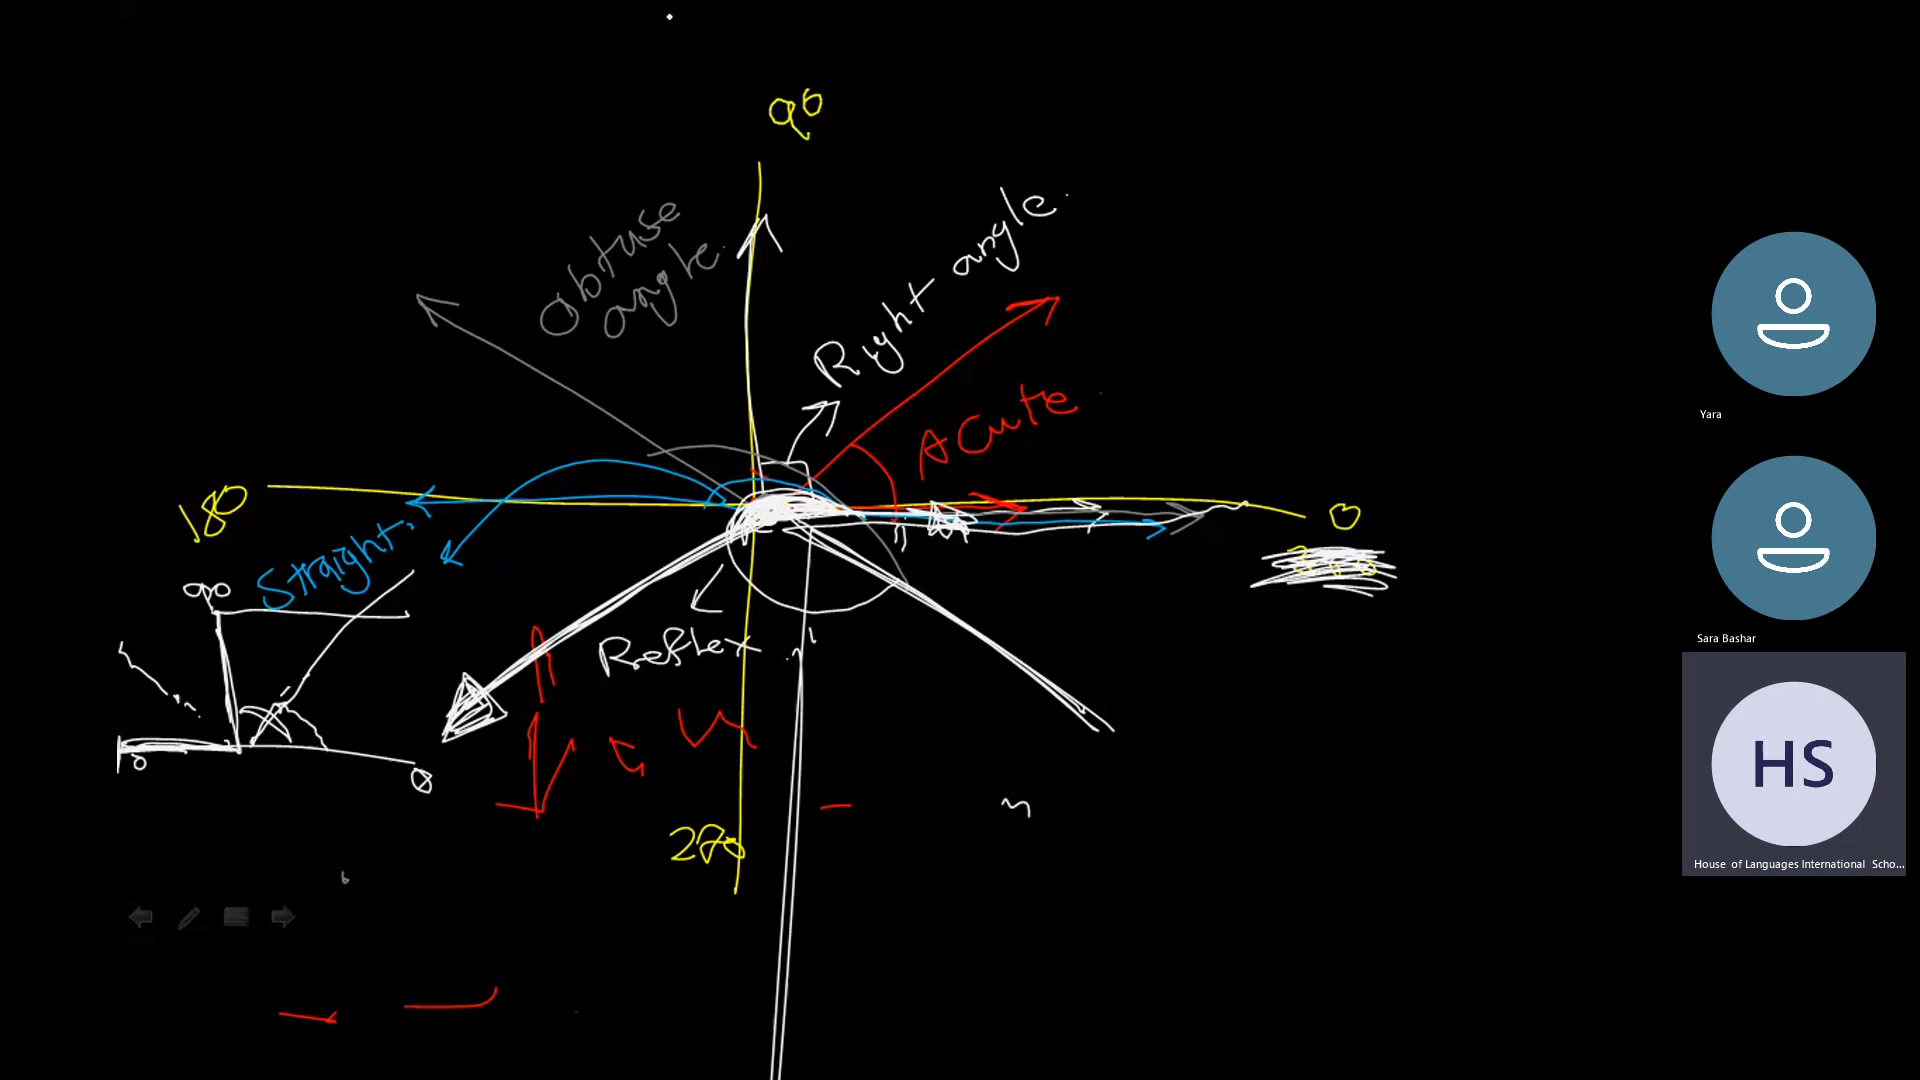 90
obtuse
angle.
Right angle.
Acute.
180
0
Straight.
90
Reflex
0
270
Yara
Sara Bashar
HS
House of Languages International Scho...